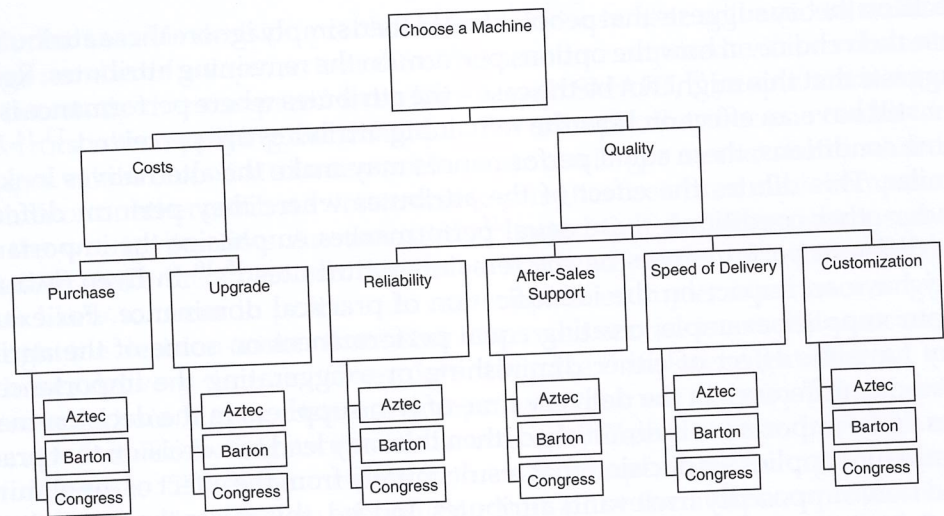 Choose a Machine
Costs
Quality
Purchase
Upgrade
Reliability
After-Sales
Support
Speed of Delivery
Customization
Aztec
Barton
Congress
Aztec
Barton
Congress
Aztec
Barton
Congress
Aztec
Barton
Congress
Aztec
Barton
Congress
Aztec
Barton
Congress